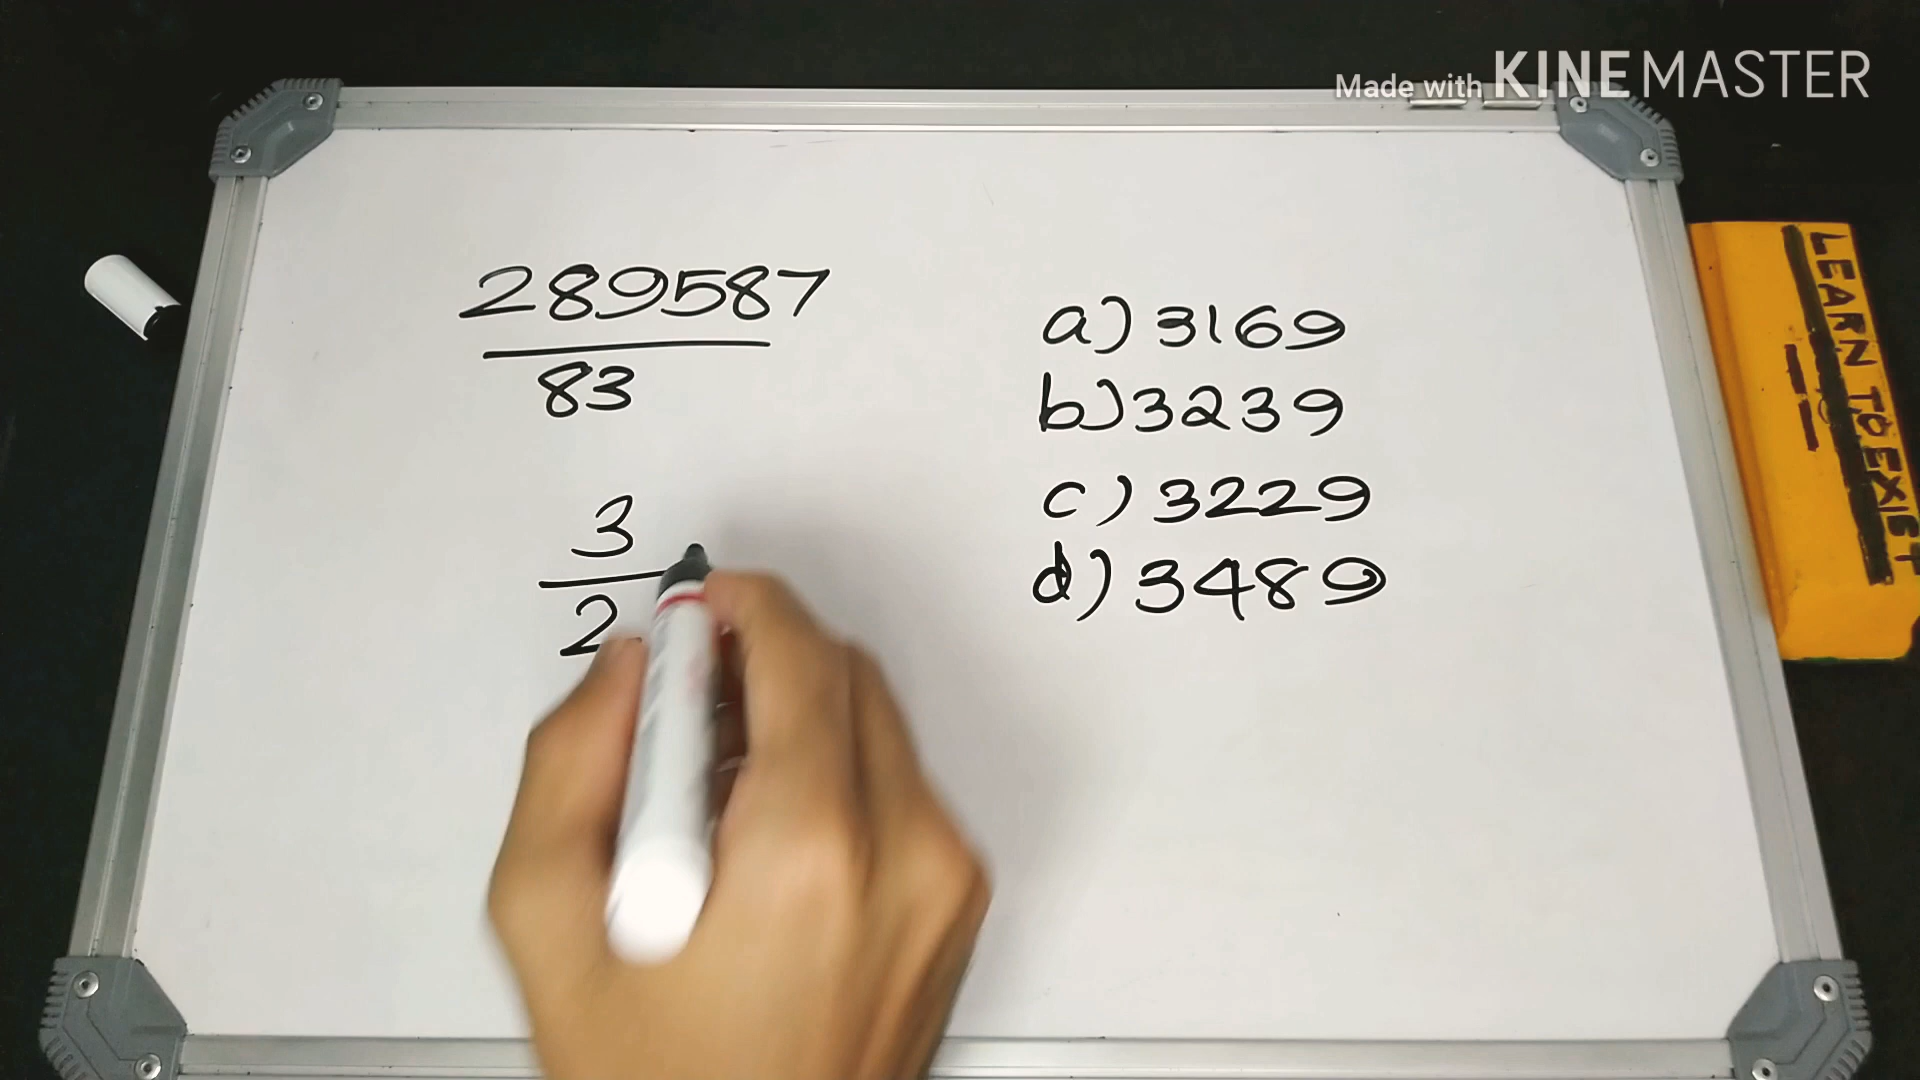 Made with KINEMASTER
289587
83
3
2
a) 3169
b) 3239
c) 3229
d) 3489
LEARN TO EXIST